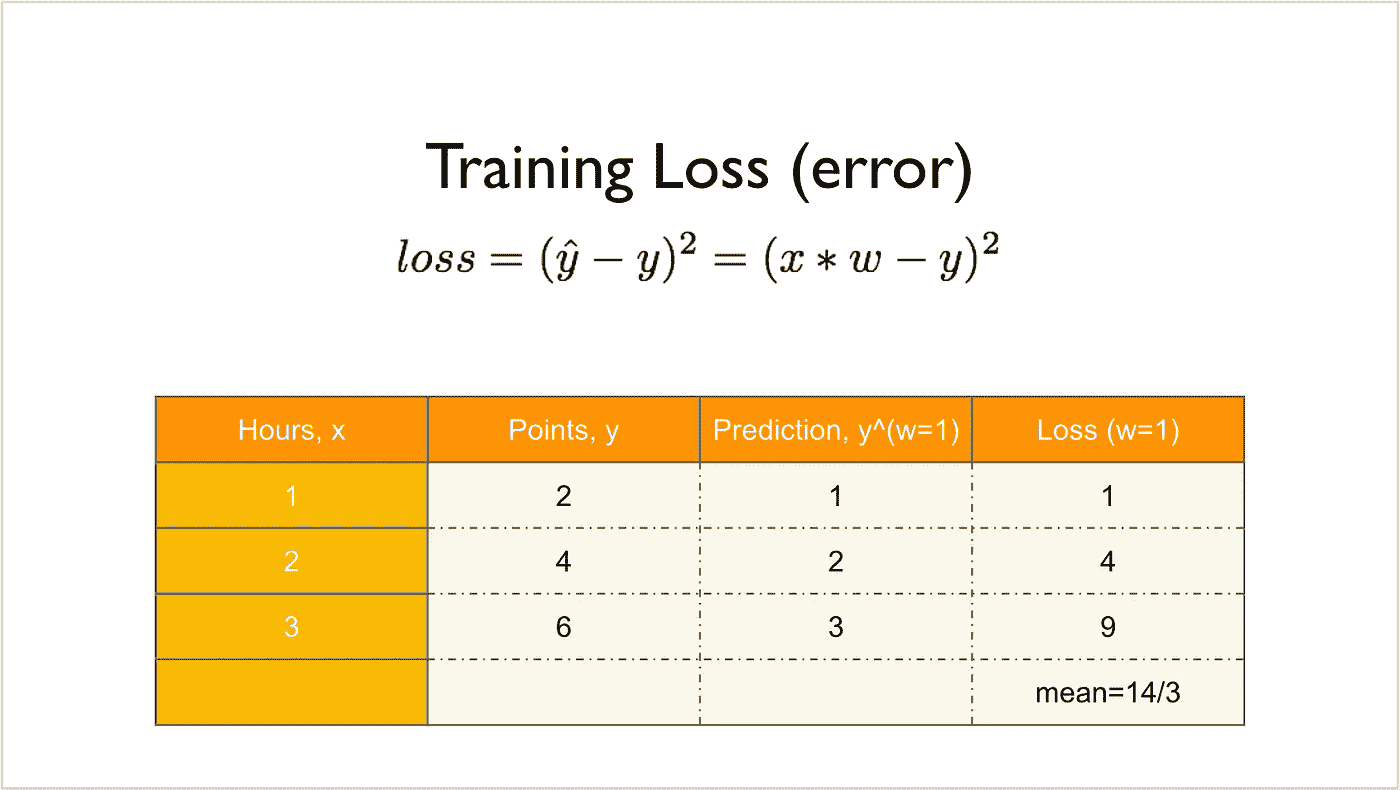 Training Loss (error)
loss = (ŷ − y)² = (x ∗ w − y)²
Hours, x Points, y Prediction, y^(w=1) Loss (w=1)
1 2 1 1
2 4 2 4
3 6 3 9
mean=14/3